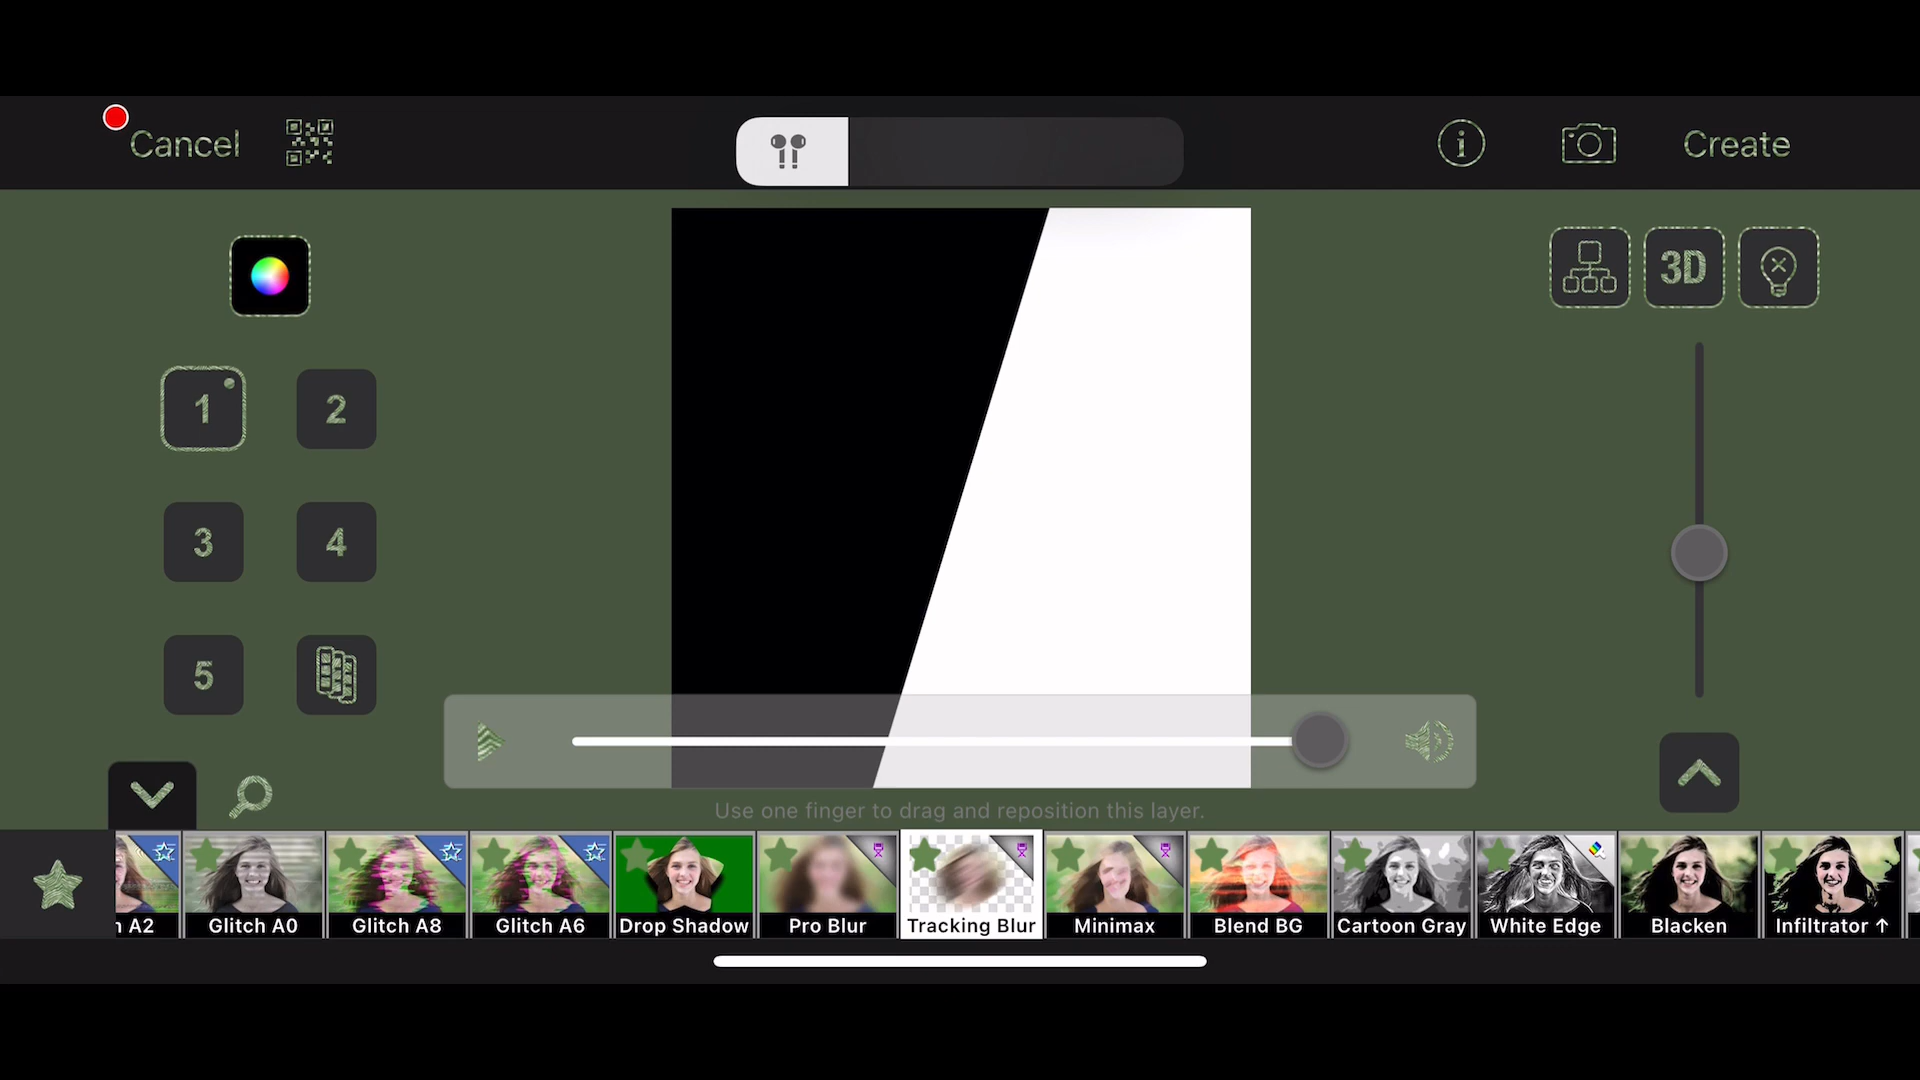 Cancel
Create
3D
1
2
3
4
5
Use one finger to drag and reposition this layer.
A2
Glitch A0
Glitch A8
Glitch A6
Drop Shadow
Pro Blur
Tracking Blur
Minimax
Blend BG
Cartoon Gray
White Edge
Blacken
Infiltrator ↑